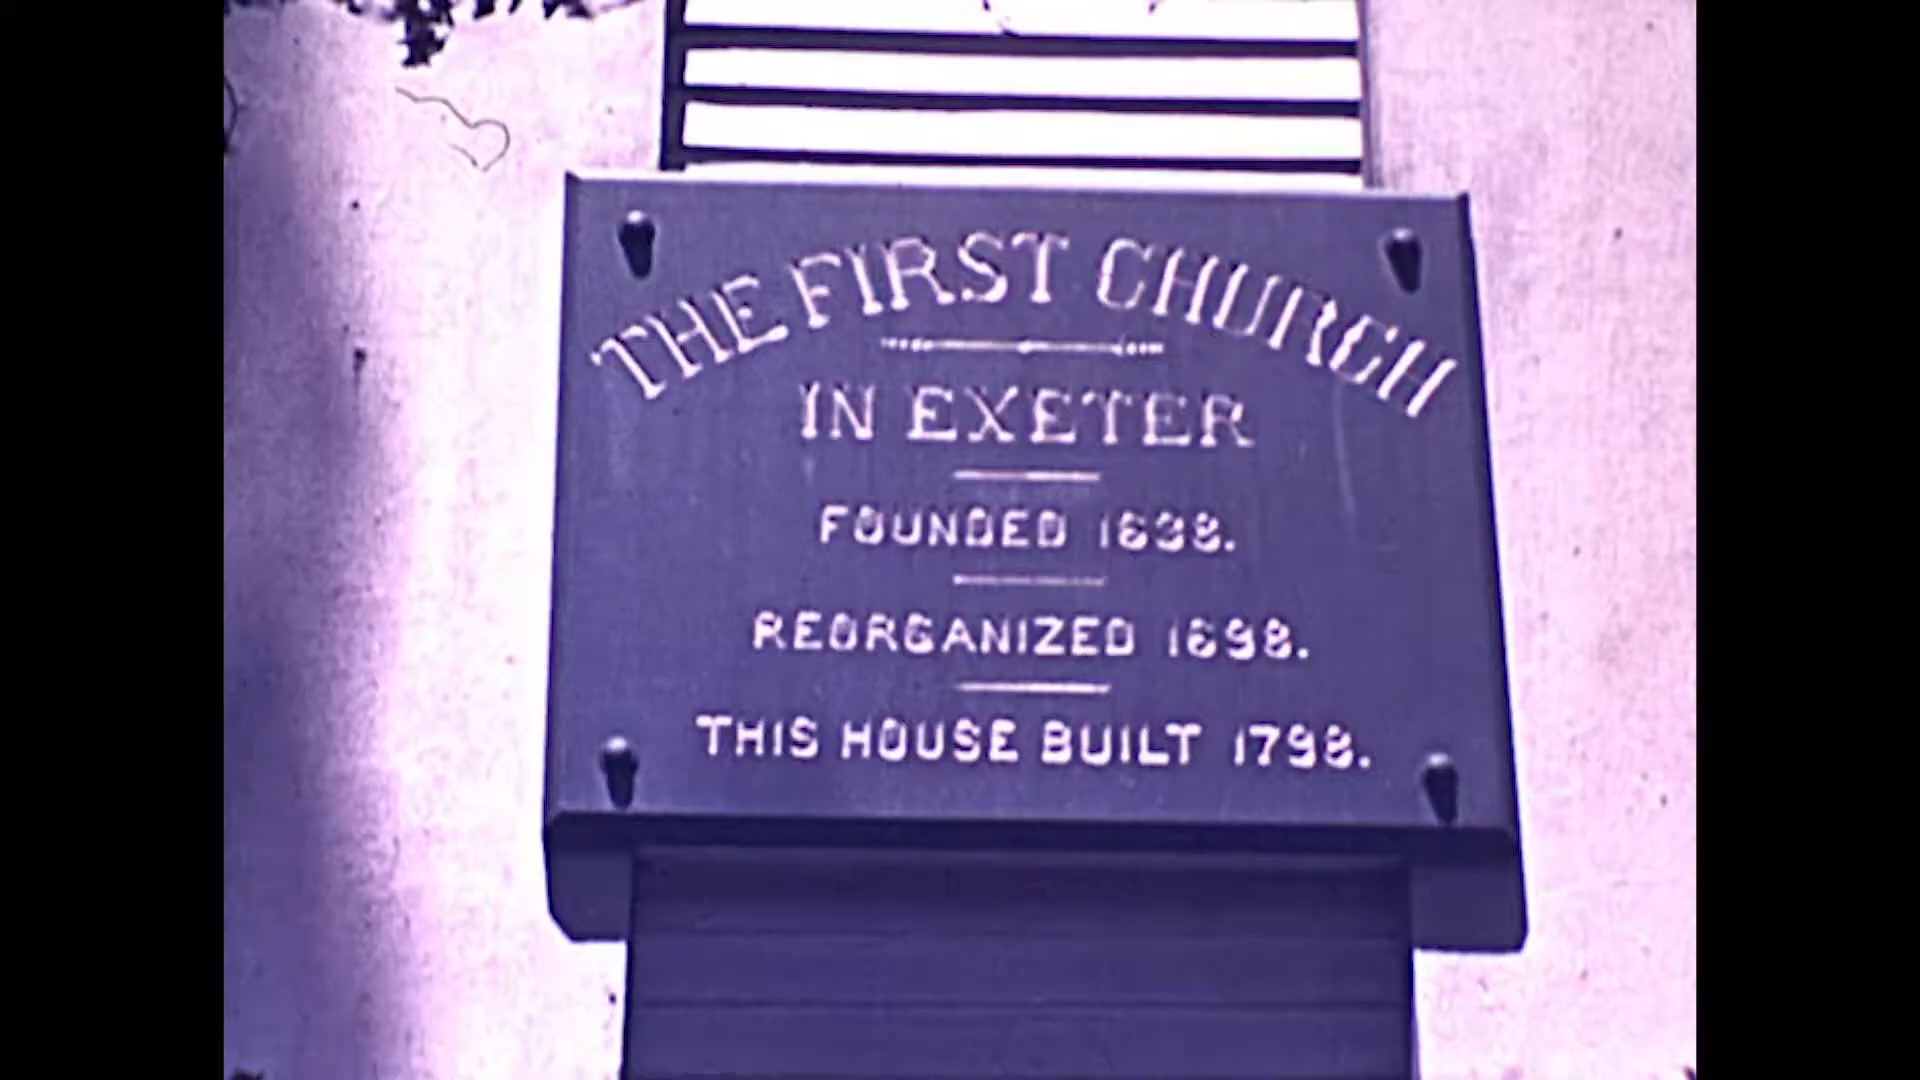 THE FIRST CHURCH
IN EXETER
FOUNDED 1638.
REORGANIZED 1698.
THIS HOUSE BUILT 1798.